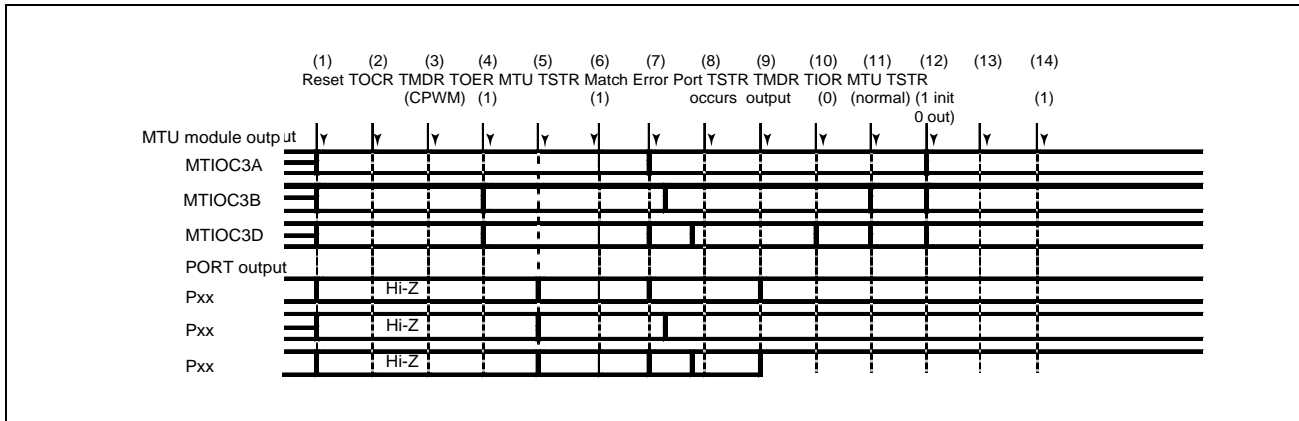 (1) (2) (3) (4) (5) (6) (7) (8) (9) (10) (11) (12) (13) (14)
Reset TOCR TMDR TOER MTU TSTR Match Error Port TSTR TMDR TIOR MTU TSTR
(CPWM) (1) (1) occurs output (0) (normal) (1 init (1)
0 out)
MTU module output
MTIOC3A
MTIOC3B
MTIOC3D
PORT output
Pxx Hi-Z
Pxx Hi-Z
Pxx Hi-Z